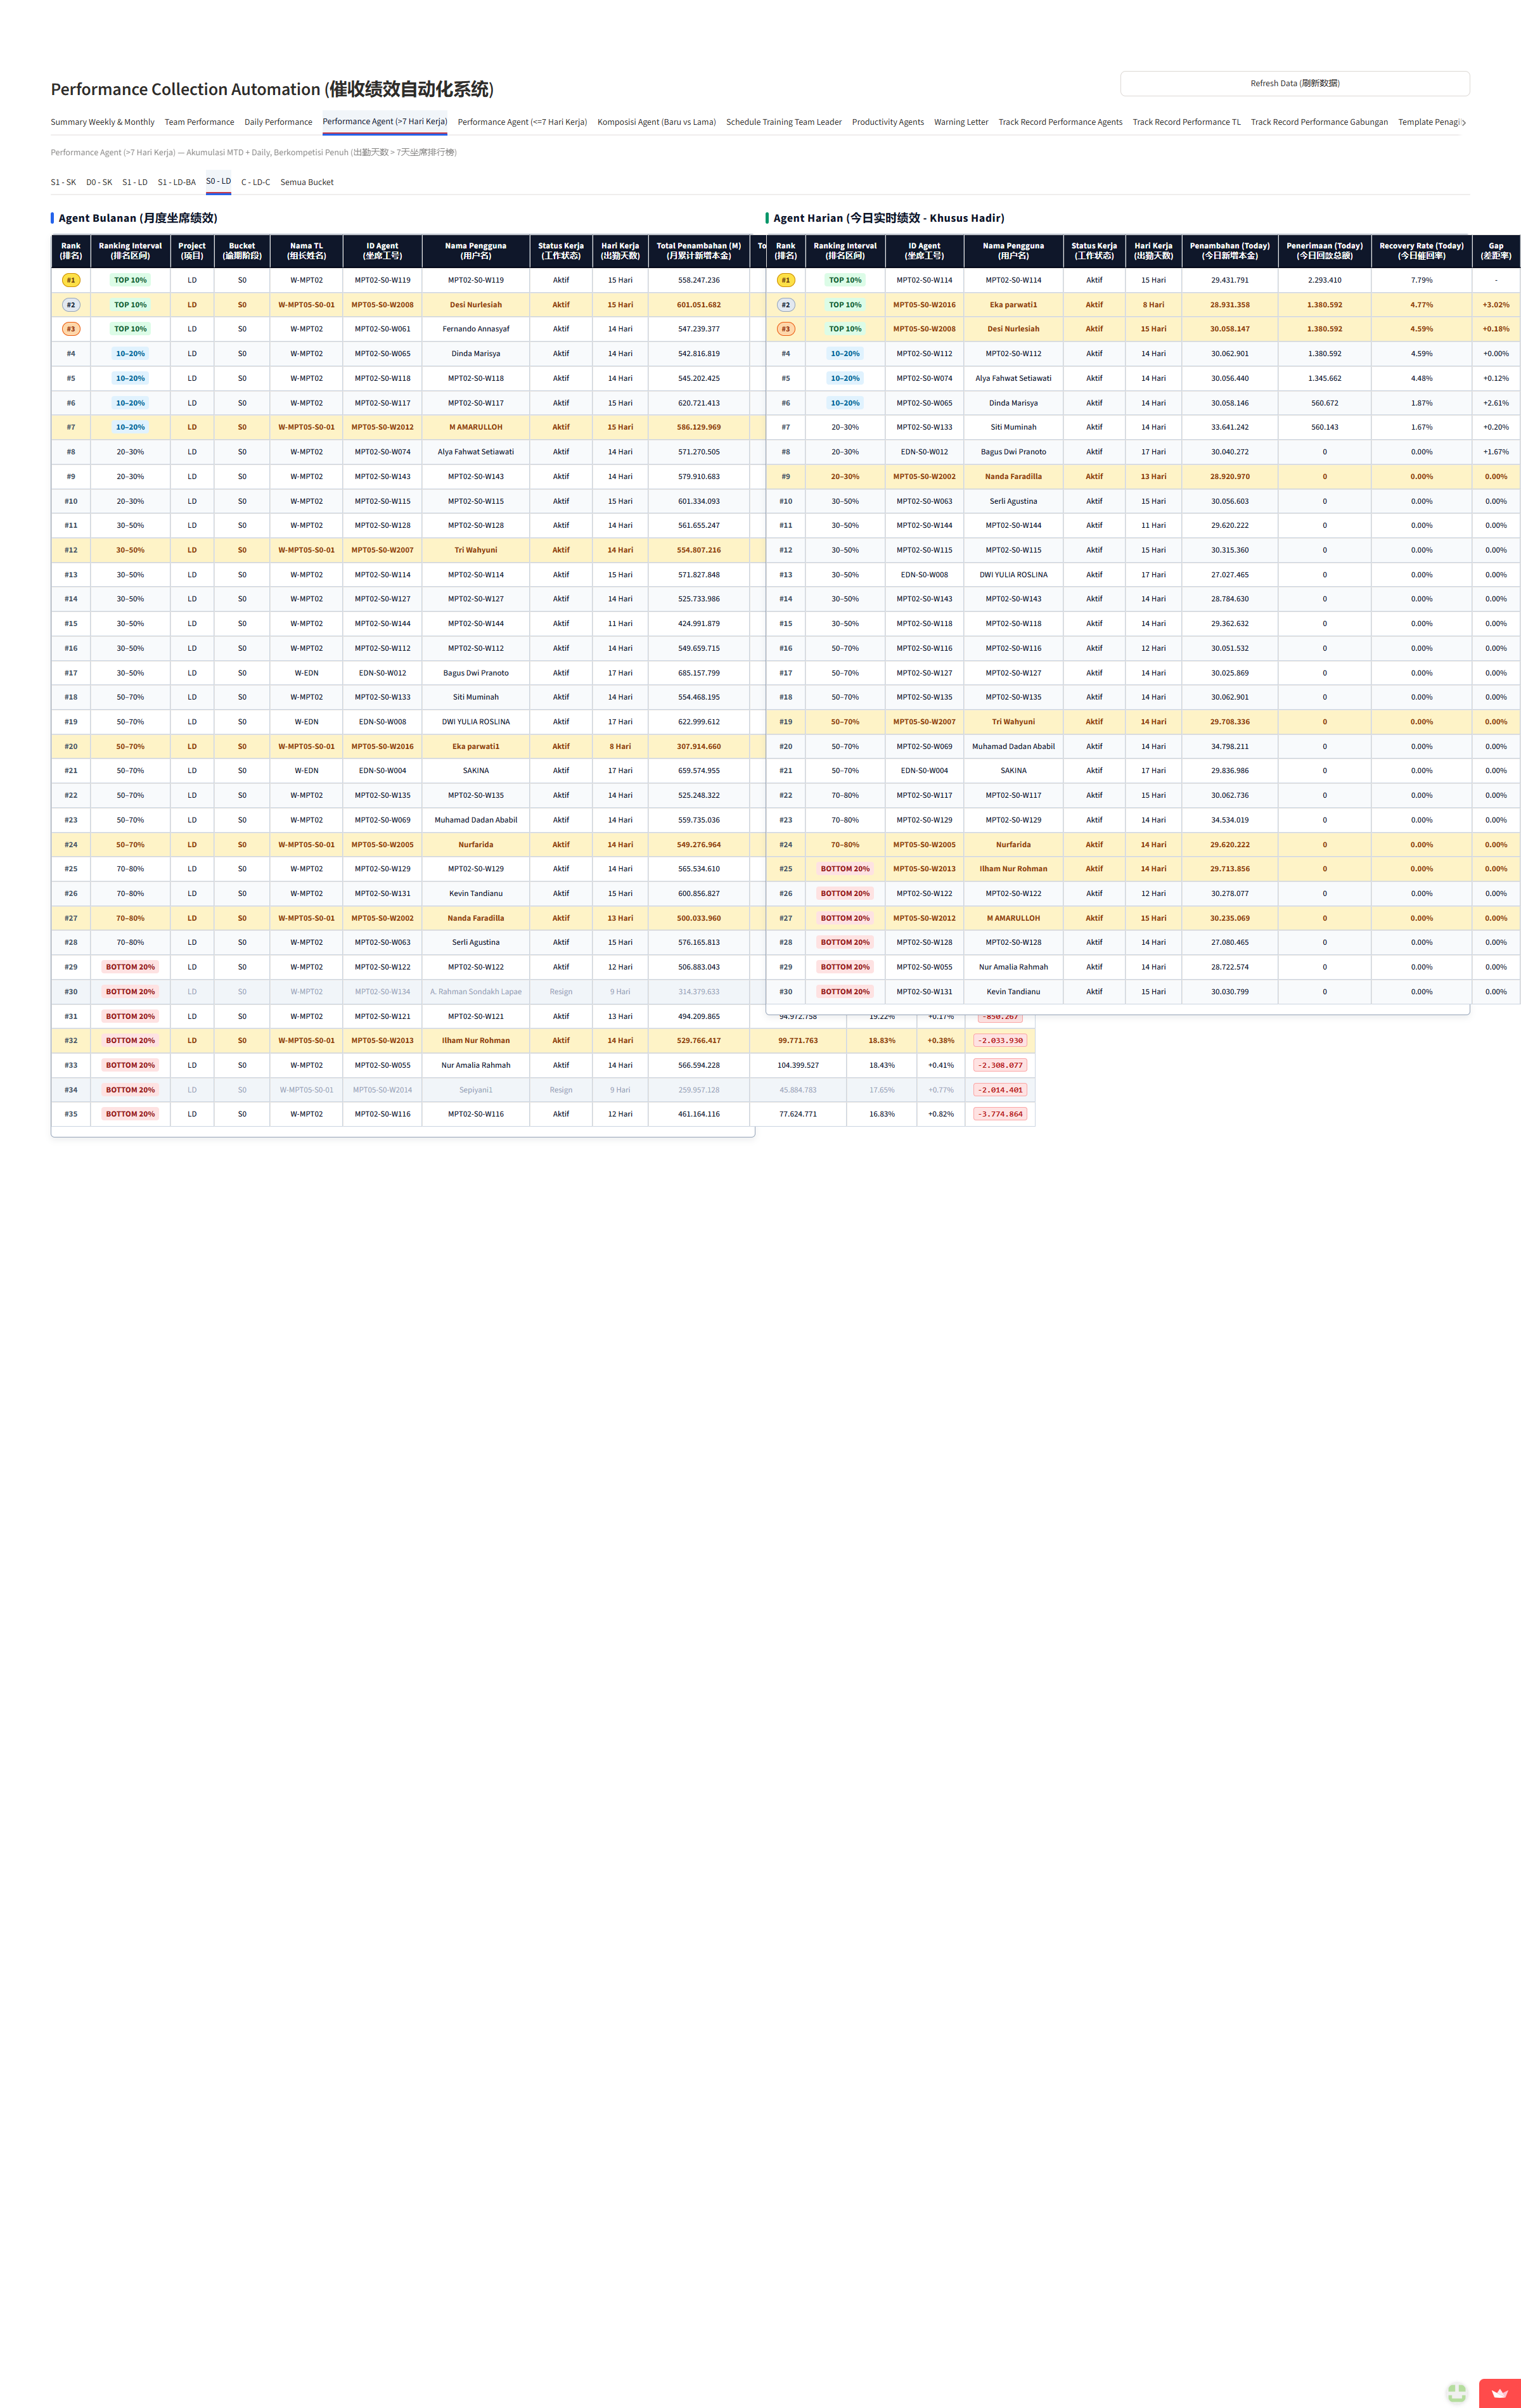 Performance Collection Automation (催收绩效自动化系统)
Refresh Data (刷新数据)
Summary Weekly & Monthly Team Performance Daily Performance Performance Agent (>7 Hari Kerja) Performance Agent (<=7 Hari Kerja) Komposisi Agent (Baru vs Lama) Schedule Training Team Leader Productivity Agents Warning Letter Track Record Performance Agents Track Record Performance TL Track Record Performance Gabungan Template Penagi
Performance Agent (>7 Hari Kerja) — Akumulasi MTD + Daily, Berkompetisi Penuh (出勤天数 > 7天坐席排行榜)
S1 - SK D0 - SK S1 - LD S1 - LD-BA S0 - LD C - LD-C Semua Bucket
Agent Bulanan (月度坐席绩效)
Rank Ranking Interval Project Bucket Nama TL ID Agent Nama Pengguna Status Kerja Hari Kerja Total Penambahan (M) To
(排名) (排名区间) (项目) (逾期阶段) (组长姓名) (坐席工号) (用户名) (工作状态) (出勤天数) (月累计新增本金)
#1 TOP 10% LD S0 W-MPT02 MPT02-S0-W119 MPT02-S0-W119 Aktif 15 Hari 558.247.236
#2 TOP 10% LD S0 W-MPT05-S0-01 MPT05-S0-W2008 Desi Nurlesiah Aktif 15 Hari 601.051.682
#3 TOP 10% LD S0 W-MPT02 MPT02-S0-W061 Fernando Annasyaf Aktif 14 Hari 547.239.377
#4 10–20% LD S0 W-MPT02 MPT02-S0-W065 Dinda Marisya Aktif 14 Hari 542.816.819
#5 10–20% LD S0 W-MPT02 MPT02-S0-W118 MPT02-S0-W118 Aktif 14 Hari 545.202.425
#6 10–20% LD S0 W-MPT02 MPT02-S0-W117 MPT02-S0-W117 Aktif 15 Hari 620.721.413
#7 10–20% LD S0 W-MPT05-S0-01 MPT05-S0-W2012 M AMARULLOH Aktif 15 Hari 586.129.969
#8 20–30% LD S0 W-MPT02 MPT02-S0-W074 Alya Fahwat Setiawati Aktif 14 Hari 571.270.505
#9 20–30% LD S0 W-MPT02 MPT02-S0-W143 MPT02-S0-W143 Aktif 14 Hari 579.910.683
#10 20–30% LD S0 W-MPT02 MPT02-S0-W115 MPT02-S0-W115 Aktif 15 Hari 601.334.093
#11 30–50% LD S0 W-MPT02 MPT02-S0-W128 MPT02-S0-W128 Aktif 14 Hari 561.655.247
#12 30–50% LD S0 W-MPT05-S0-01 MPT05-S0-W2007 Tri Wahyuni Aktif 14 Hari 554.807.216
#13 30–50% LD S0 W-MPT02 MPT02-S0-W114 MPT02-S0-W114 Aktif 15 Hari 571.827.848
#14 30–50% LD S0 W-MPT02 MPT02-S0-W127 MPT02-S0-W127 Aktif 14 Hari 525.733.986
#15 30–50% LD S0 W-MPT02 MPT02-S0-W144 MPT02-S0-W144 Aktif 11 Hari 424.991.879
#16 30–50% LD S0 W-MPT02 MPT02-S0-W112 MPT02-S0-W112 Aktif 14 Hari 549.659.715
#17 30–50% LD S0 W-EDN EDN-S0-W012 Bagus Dwi Pranoto Aktif 17 Hari 685.157.799
#18 50–70% LD S0 W-MPT02 MPT02-S0-W133 Siti Muminah Aktif 14 Hari 554.468.195
#19 50–70% LD S0 W-EDN EDN-S0-W008 DWI YULIA ROSLINA Aktif 17 Hari 622.999.612
#20 50–70% LD S0 W-MPT05-S0-01 MPT05-S0-W2016 Eka parwati1 Aktif 8 Hari 307.914.660
#21 50–70% LD S0 W-EDN EDN-S0-W004 SAKINA Aktif 17 Hari 659.574.955
#22 50–70% LD S0 W-MPT02 MPT02-S0-W135 MPT02-S0-W135 Aktif 14 Hari 525.248.322
#23 50–70% LD S0 W-MPT02 MPT02-S0-W069 Muhamad Dadan Ababil Aktif 14 Hari 559.735.036
#24 50–70% LD S0 W-MPT05-S0-01 MPT05-S0-W2005 Nurfarida Aktif 14 Hari 549.276.964
#25 70–80% LD S0 W-MPT02 MPT02-S0-W129 MPT02-S0-W129 Aktif 14 Hari 565.534.610
#26 70–80% LD S0 W-MPT02 MPT02-S0-W131 Kevin Tandianu Aktif 15 Hari 600.856.827
#27 70–80% LD S0 W-MPT05-S0-01 MPT05-S0-W2002 Nanda Faradilla Aktif 13 Hari 500.033.960
#28 70–80% LD S0 W-MPT02 MPT02-S0-W063 Serli Agustina Aktif 15 Hari 576.165.813
#29 BOTTOM 20% LD S0 W-MPT02 MPT02-S0-W122 MPT02-S0-W122 Aktif 12 Hari 506.883.043
#30 BOTTOM 20% LD S0 W-MPT02 MPT02-S0-W134 A. Rahman Sondakh Lapae Resign 9 Hari 314.379.633
#31 BOTTOM 20% LD S0 W-MPT02 MPT02-S0-W121 MPT02-S0-W121 Aktif 13 Hari 494.209.865 94.972.758 19.22% +0.17% -850.267
#32 BOTTOM 20% LD S0 W-MPT05-S0-01 MPT05-S0-W2013 Ilham Nur Rohman Aktif 14 Hari 529.766.417 99.771.763 18.83% +0.38% -2.033.930
#33 BOTTOM 20% LD S0 W-MPT02 MPT02-S0-W055 Nur Amalia Rahmah Aktif 14 Hari 566.594.228 104.399.527 18.43% +0.41% -2.308.077
#34 BOTTOM 20% LD S0 W-MPT05-S0-01 MPT05-S0-W2014 Sepiyani1 Resign 9 Hari 259.957.128 45.884.783 17.65% +0.77% -2.014.401
#35 BOTTOM 20% LD S0 W-MPT02 MPT02-S0-W116 MPT02-S0-W116 Aktif 12 Hari 461.164.116 77.624.771 16.83% +0.82% -3.774.864
Agent Harian (今日实时绩效 - Khusus Hadir)
Rank Ranking Interval ID Agent Nama Pengguna Status Kerja Hari Kerja Penambahan (Today) Penerimaan (Today) Recovery Rate (Today) Gap
(排名) (排名区间) (坐席工号) (用户名) (工作状态) (出勤天数) (今日新增本金) (今日回款总额) (今日催回率) (差距率)
#1 TOP 10% MPT02-S0-W114 MPT02-S0-W114 Aktif 15 Hari 29.431.791 2.293.410 7.79% -
#2 TOP 10% MPT05-S0-W2016 Eka parwati1 Aktif 8 Hari 28.931.358 1.380.592 4.77% +3.02%
#3 TOP 10% MPT05-S0-W2008 Desi Nurlesiah Aktif 15 Hari 30.058.147 1.380.592 4.59% +0.18%
#4 10–20% MPT02-S0-W112 MPT02-S0-W112 Aktif 14 Hari 30.062.901 1.380.592 4.59% +0.00%
#5 10–20% MPT02-S0-W074 Alya Fahwat Setiawati Aktif 14 Hari 30.056.440 1.345.662 4.48% +0.12%
#6 10–20% MPT02-S0-W065 Dinda Marisya Aktif 14 Hari 30.058.146 560.672 1.87% +2.61%
#7 20–30% MPT02-S0-W133 Siti Muminah Aktif 14 Hari 33.641.242 560.143 1.67% +0.20%
#8 20–30% EDN-S0-W012 Bagus Dwi Pranoto Aktif 17 Hari 30.040.272 0 0.00% +1.67%
#9 20–30% MPT05-S0-W2002 Nanda Faradilla Aktif 13 Hari 28.920.970 0 0.00% 0.00%
#10 30–50% MPT02-S0-W063 Serli Agustina Aktif 15 Hari 30.056.603 0 0.00% 0.00%
#11 30–50% MPT02-S0-W144 MPT02-S0-W144 Aktif 11 Hari 29.620.222 0 0.00% 0.00%
#12 30–50% MPT02-S0-W115 MPT02-S0-W115 Aktif 15 Hari 30.315.360 0 0.00% 0.00%
#13 30–50% EDN-S0-W008 DWI YULIA ROSLINA Aktif 17 Hari 27.027.465 0 0.00% 0.00%
#14 30–50% MPT02-S0-W143 MPT02-S0-W143 Aktif 14 Hari 28.784.630 0 0.00% 0.00%
#15 30–50% MPT02-S0-W118 MPT02-S0-W118 Aktif 14 Hari 29.362.632 0 0.00% 0.00%
#16 50–70% MPT02-S0-W116 MPT02-S0-W116 Aktif 12 Hari 30.051.532 0 0.00% 0.00%
#17 50–70% MPT02-S0-W127 MPT02-S0-W127 Aktif 14 Hari 30.025.869 0 0.00% 0.00%
#18 50–70% MPT02-S0-W135 MPT02-S0-W135 Aktif 14 Hari 30.062.901 0 0.00% 0.00%
#19 50–70% MPT05-S0-W2007 Tri Wahyuni Aktif 14 Hari 29.708.336 0 0.00% 0.00%
#20 50–70% MPT02-S0-W069 Muhamad Dadan Ababil Aktif 14 Hari 34.798.211 0 0.00% 0.00%
#21 50–70% EDN-S0-W004 SAKINA Aktif 17 Hari 29.836.986 0 0.00% 0.00%
#22 70–80% MPT02-S0-W117 MPT02-S0-W117 Aktif 15 Hari 30.062.736 0 0.00% 0.00%
#23 70–80% MPT02-S0-W129 MPT02-S0-W129 Aktif 14 Hari 34.534.019 0 0.00% 0.00%
#24 70–80% MPT05-S0-W2005 Nurfarida Aktif 14 Hari 29.620.222 0 0.00% 0.00%
#25 BOTTOM 20% MPT05-S0-W2013 Ilham Nur Rohman Aktif 14 Hari 29.713.856 0 0.00% 0.00%
#26 BOTTOM 20% MPT02-S0-W122 MPT02-S0-W122 Aktif 12 Hari 30.278.077 0 0.00% 0.00%
#27 BOTTOM 20% MPT05-S0-W2012 M AMARULLOH Aktif 15 Hari 30.235.069 0 0.00% 0.00%
#28 BOTTOM 20% MPT02-S0-W128 MPT02-S0-W128 Aktif 14 Hari 27.080.465 0 0.00% 0.00%
#29 BOTTOM 20% MPT02-S0-W055 Nur Amalia Rahmah Aktif 14 Hari 28.722.574 0 0.00% 0.00%
#30 BOTTOM 20% MPT02-S0-W131 Kevin Tandianu Aktif 15 Hari 30.030.799 0 0.00% 0.00%